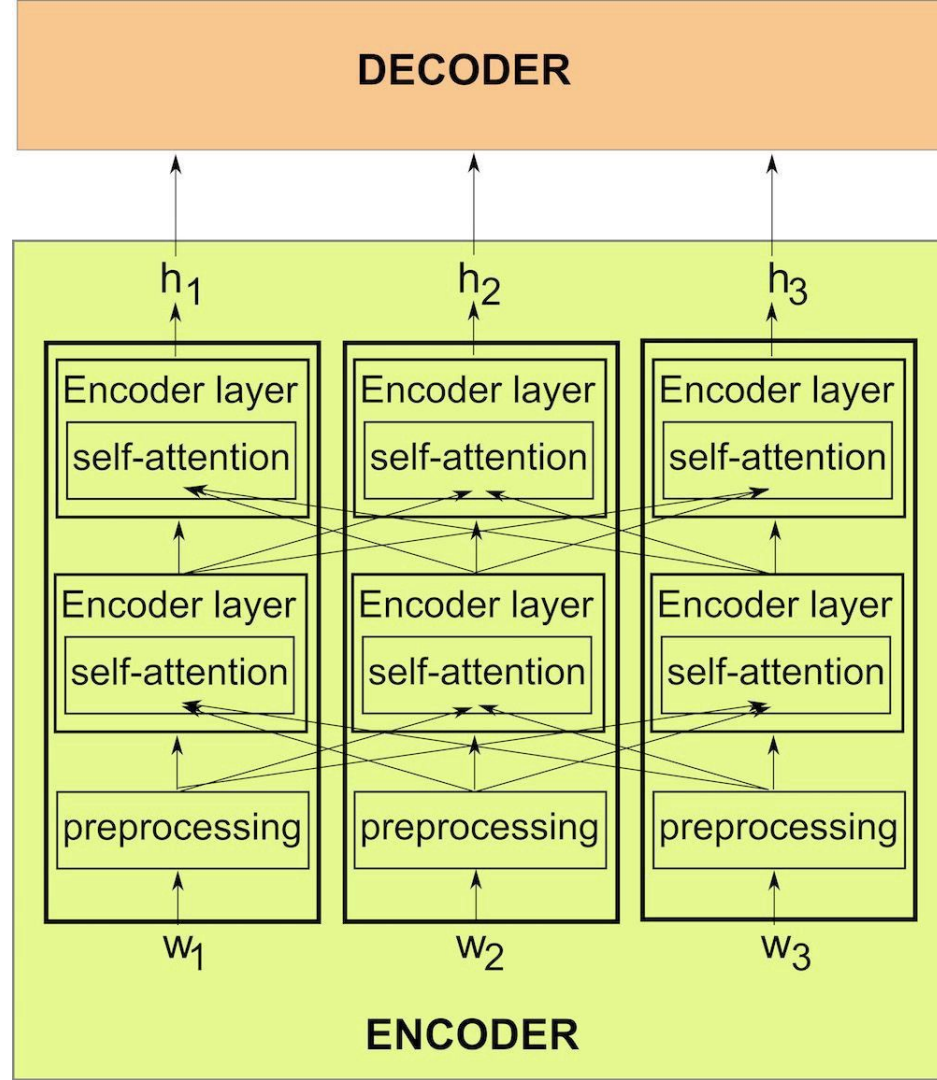 DECODER
h1 h2 h3
Encoder layer Encoder layer Encoder layer
self-attention self-attention self-attention
Encoder layer Encoder layer Encoder layer
self-attention self-attention self-attention
preprocessing preprocessing preprocessing
w1 w2 w3
ENCODER